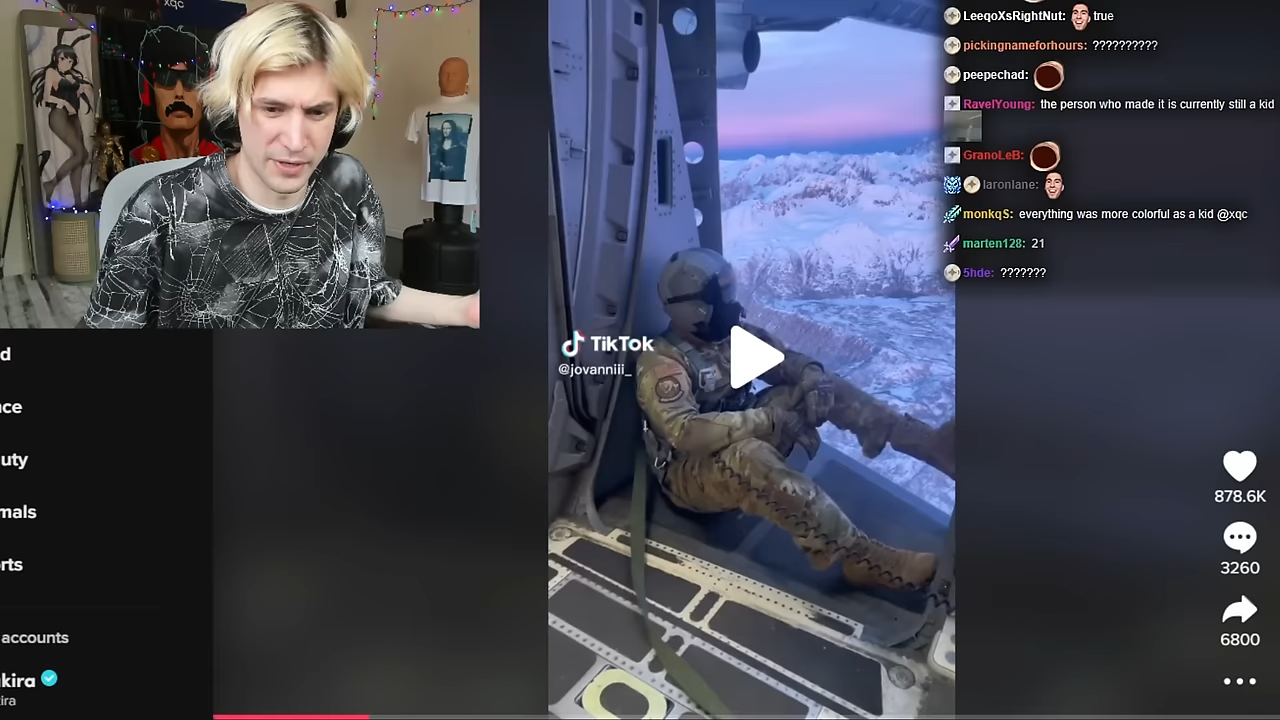 xqc
LeeqoXsRightNut: true
pickingnameforhours: ??????????
peepechad:
RavelYoung: the person who made it is currently still a kid
GranoLeB:
laronlane:
monkqS: everything was more colorful as a kid @xqc
marten128: 21
5hde: ???????
TikTok
@jovanniii_
d
nce
uty
mals
rts
accounts
kira
ira
878.6K
3260
6800